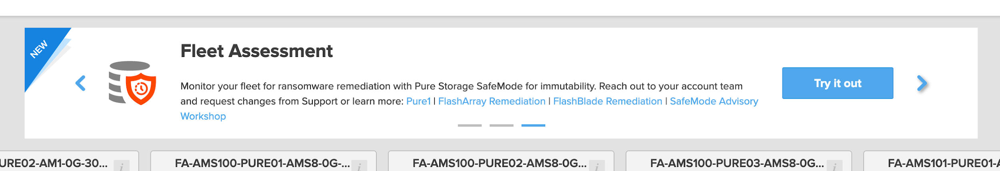 NEW
Fleet Assessment
Monitor your fleet for ransomware remediation with Pure Storage SafeMode for immutability. Reach out to your account team
and request changes from Support or learn more: Pure1 | FlashArray Remediation | FlashBlade Remediation | SafeMode Advisory
Workshop
Try it out
URE02-AM1-0G-30... i
FA-AMS100-PURE01-AMS8-0G-... i
FA-AMS100-PURE02-AMS8-0G... i
FA-AMS100-PURE03-AMS8-0G... i
FA-AMS101-PURE01-A